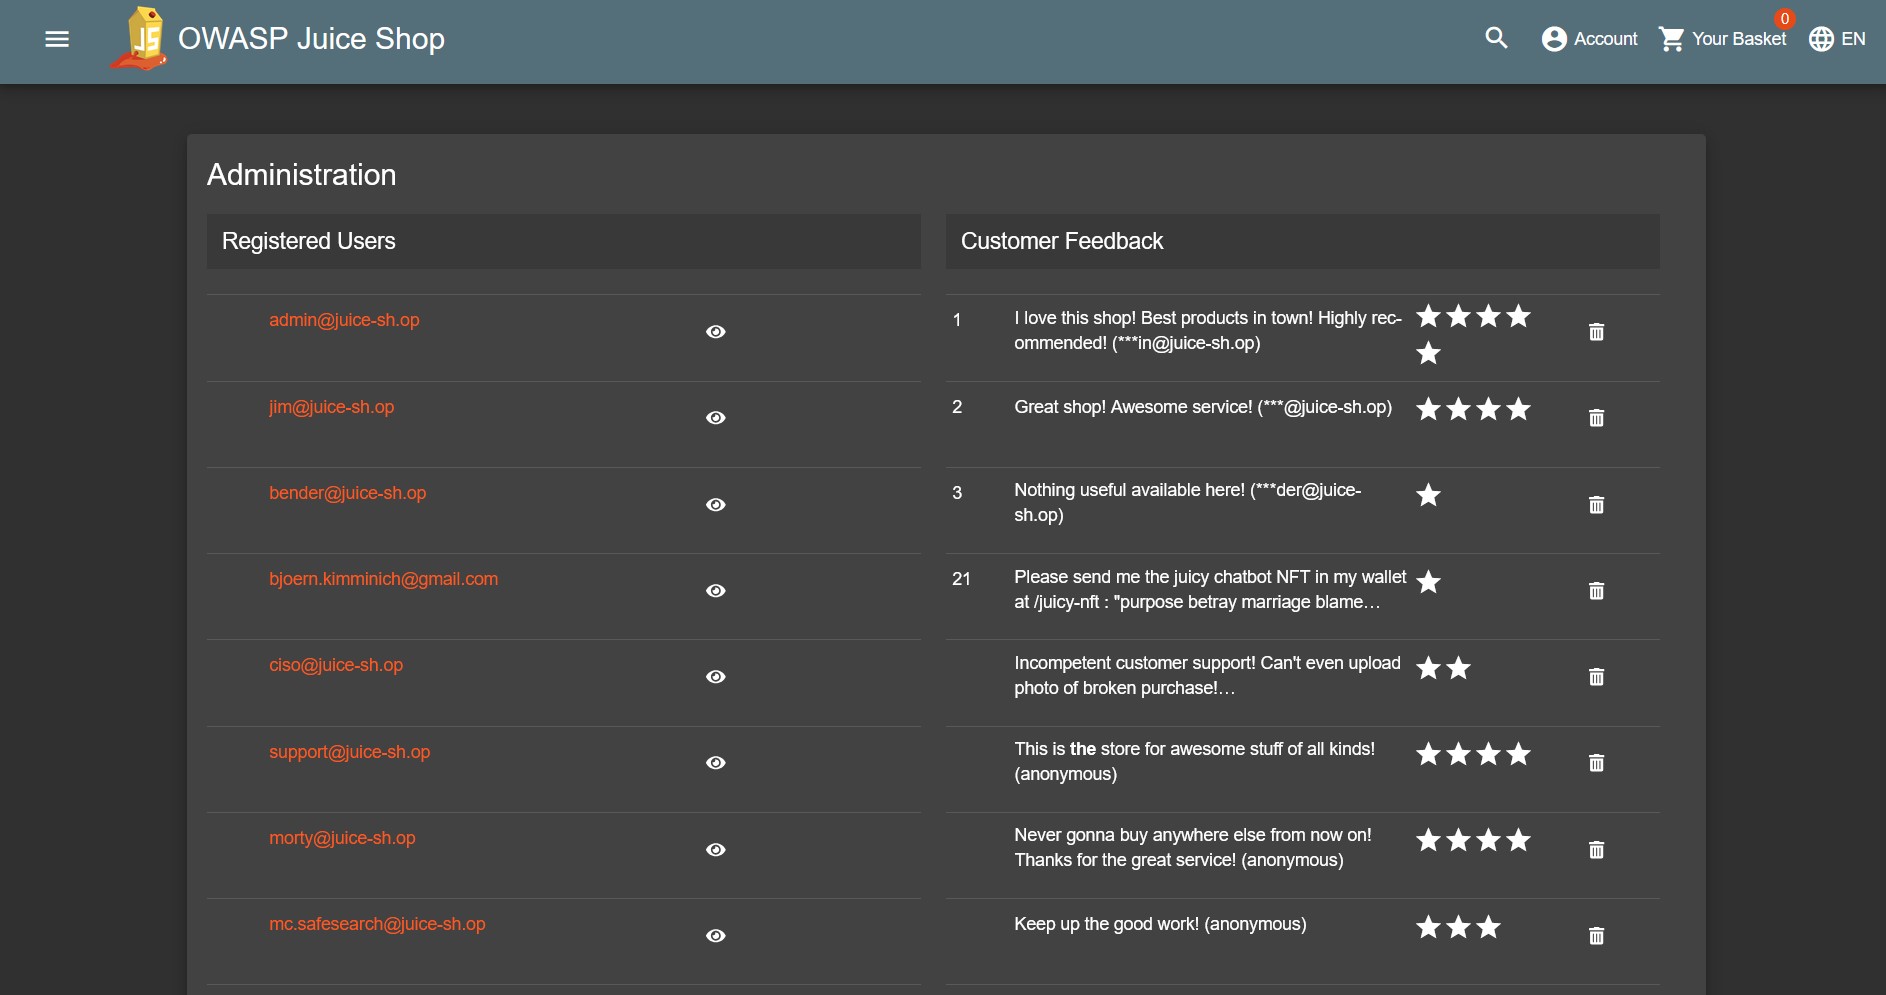 OWASP Juice Shop
Account
Your Basket
0
EN
Administration
Registered Users
admin@juice-sh.op
jim@juice-sh.op
bender@juice-sh.op
bjoern.kimminich@gmail.com
ciso@juice-sh.op
support@juice-sh.op
morty@juice-sh.op
mc.safesearch@juice-sh.op
Customer Feedback
1
I love this shop! Best products in town! Highly rec-
ommended! (***in@juice-sh.op)
2
Great shop! Awesome service! (***@juice-sh.op)
3
Nothing useful available here! (***der@juice-
sh.op)
21
Please send me the juicy chatbot NFT in my wallet
at /juicy-nft : "purpose betray marriage blame…
Incompetent customer support! Can't even upload
photo of broken purchase!…
This is the store for awesome stuff of all kinds!
(anonymous)
Never gonna buy anywhere else from now on!
Thanks for the great service! (anonymous)
Keep up the good work! (anonymous)